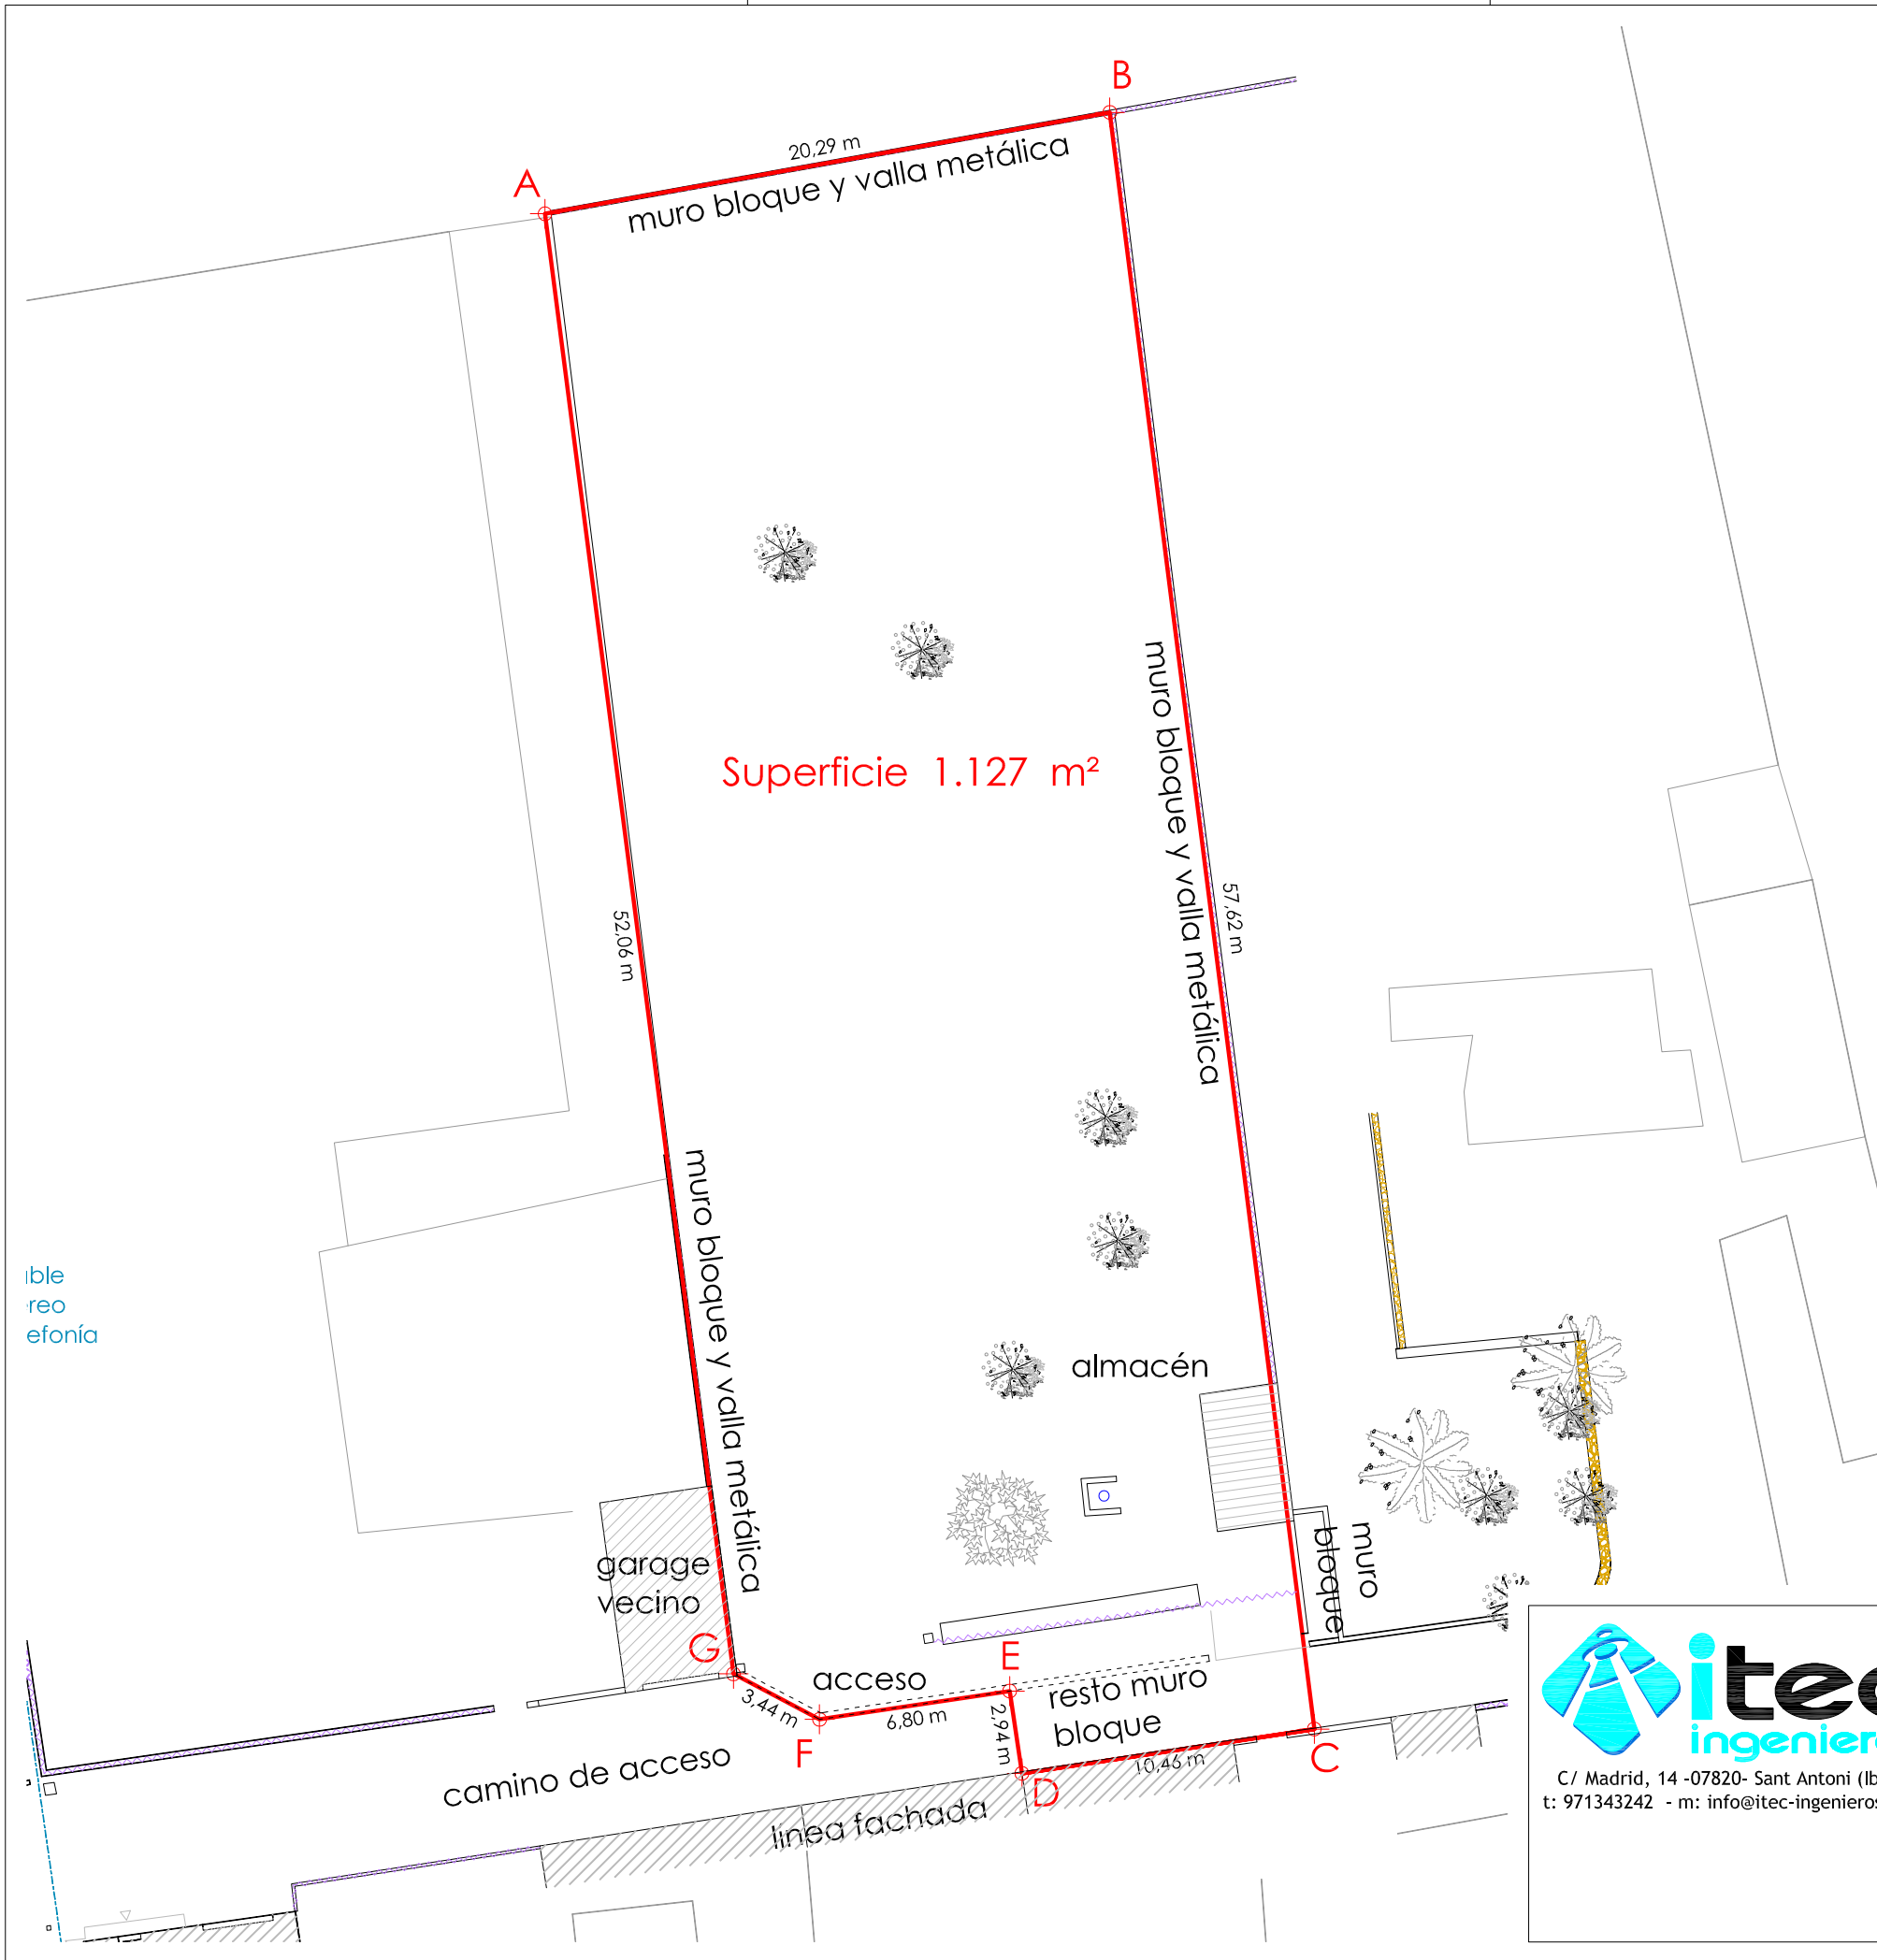 B
20,29 m
muro bloque y valla metálica
A
Superficie 1.127 m²
muro bloque y valla metálica
57,62 m
52,06 m
muro bloque y valla metálica
efonía
almacén
garage
vecino
muro
bloque
G
acceso
E
resto muro
bloque
3,44 m
6,80 m
2,94 m
F
C
10,46 m
D
camino de acceso
linea fachada
itec
C/ Madrid, 14 -07820- Sant Antoni (Ib
t: 971343242 - m: info@itec-ingenieros